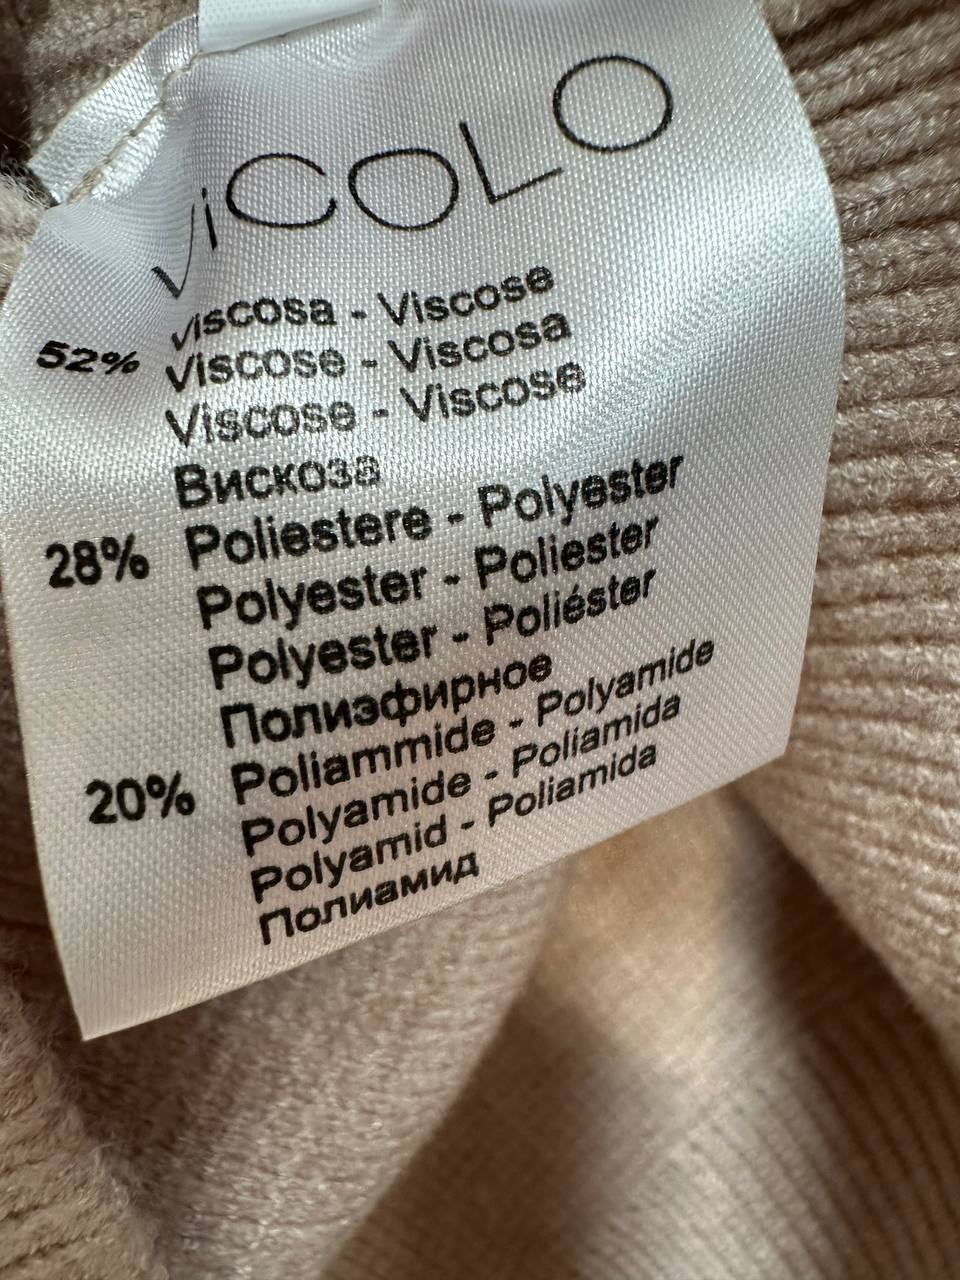 viCOLO
52% Viscosa - Viscose
Viscose - Viscosa
Viscose - Viscose
Вискоза
28% Poliestere - Polyester
Polyester - Poliester
Polyester - Poliéster
Полиэфирное
20% Poliammide - Polyamide
Polyamide - Poliamida
Polyamid - Poliamida
Полиамид